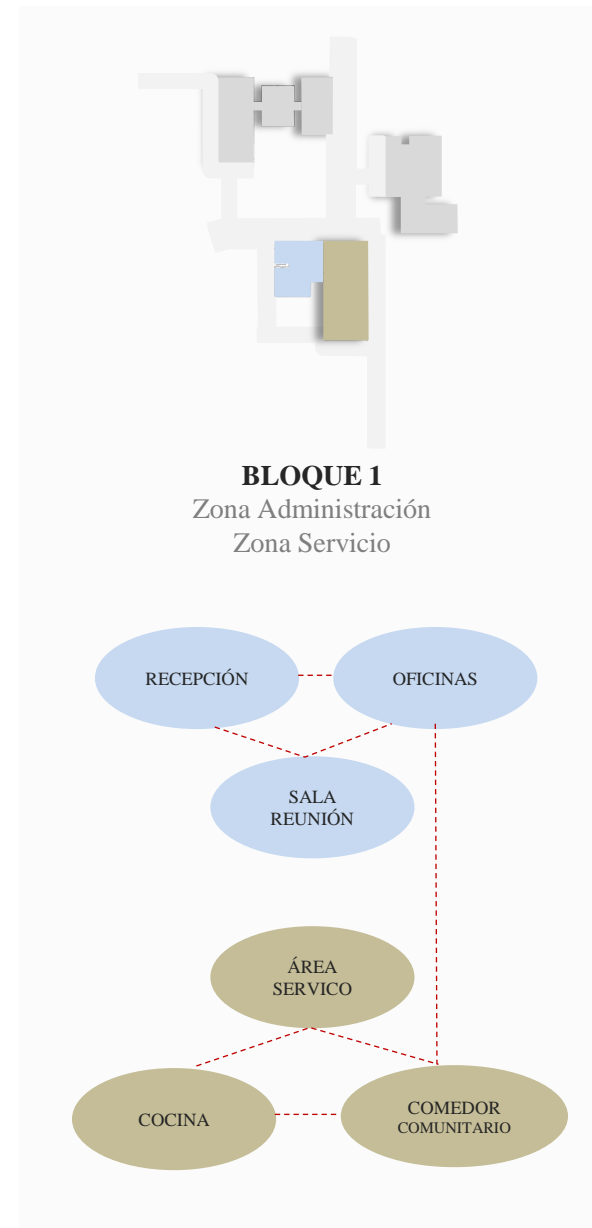 BLOQUE 1
Zona Administración
Zona Servicio
RECEPCIÓN
OFICINAS
SALA
REUNIÓN
ÁREA
SERVICO
COCINA
COMEDOR
COMUNITARIO